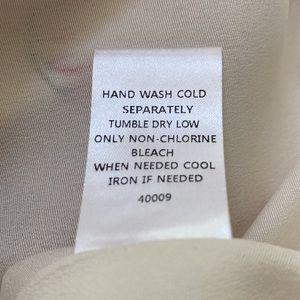 HAND WASH COLD
SEPARATELY
TUMBLE DRY LOW
ONLY NON-CHLORINE
BLEACH
WHEN NEEDED COOL
IRON IF NEEDED
40009